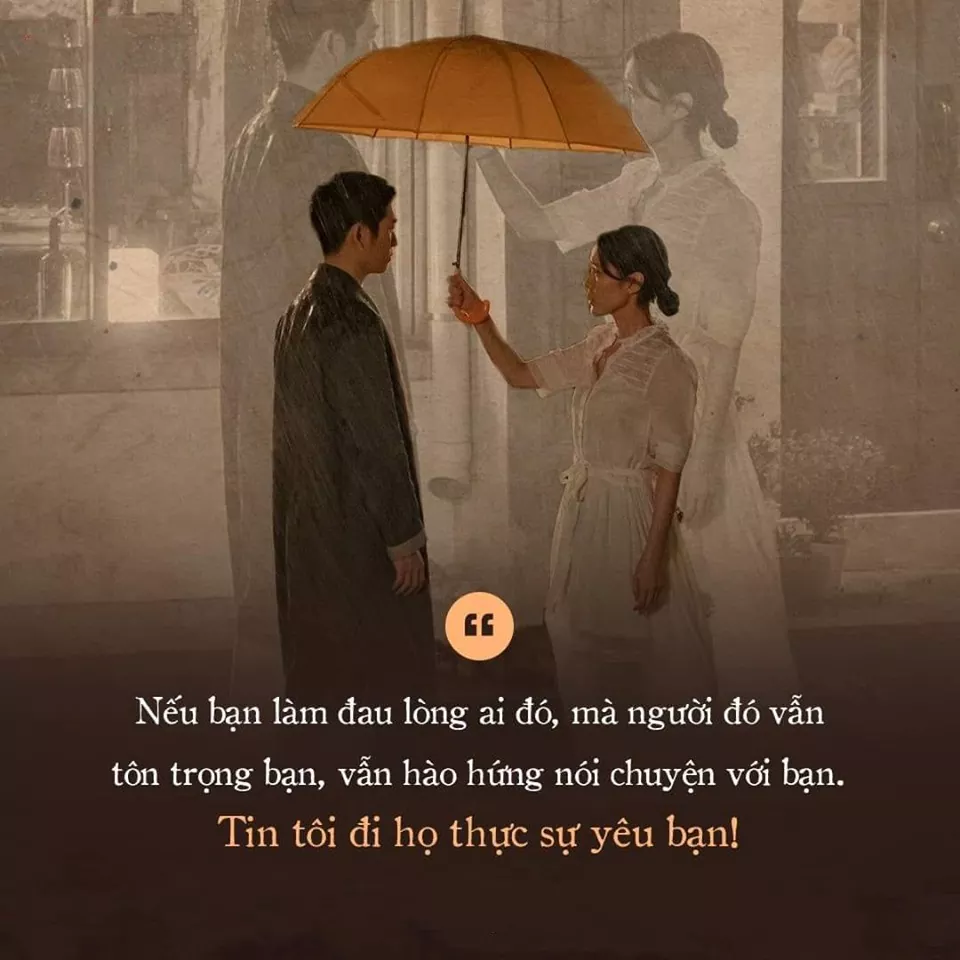 Nếu bạn làm đau lòng ai đó, mà người đó vẫn
tôn trọng bạn, vẫn hào hứng nói chuyện với bạn.
Tin tôi đi họ thực sự yêu bạn!